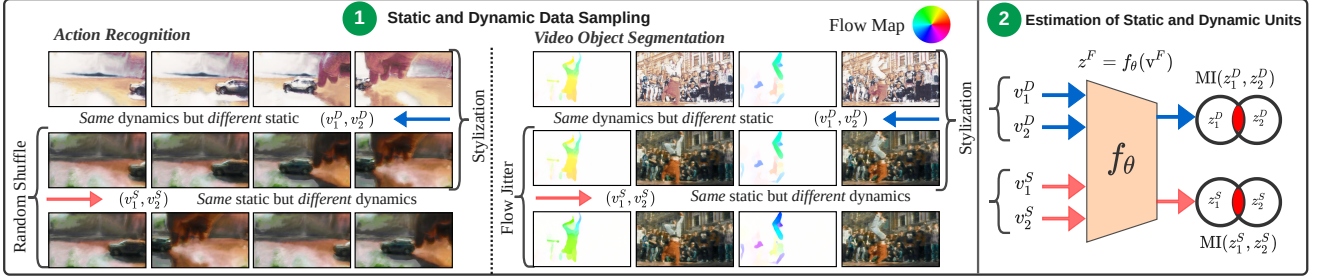 1 Static and Dynamic Data Sampling
Flow Map
Action Recognition
Video Object Segmentation
Same dynamics but different static (v_1^D, v_2^D)
Same dynamics but different static (v_1^D, v_2^D)
Stylization
Stylization
Random Shuffle
Flow Jitter
(v_1^S, v_2^S) Same static but different dynamics
(v_1^S, v_2^S) Same static but different dynamics
2 Estimation of Static and Dynamic Units
z^F = f_θ(v^F)
MI(z_1^D, z_2^D)
v_1^D
v_2^D
z_1^D z_2^D
f_θ
v_1^S
v_2^S
z_1^S z_2^S
MI(z_1^S, z_2^S)